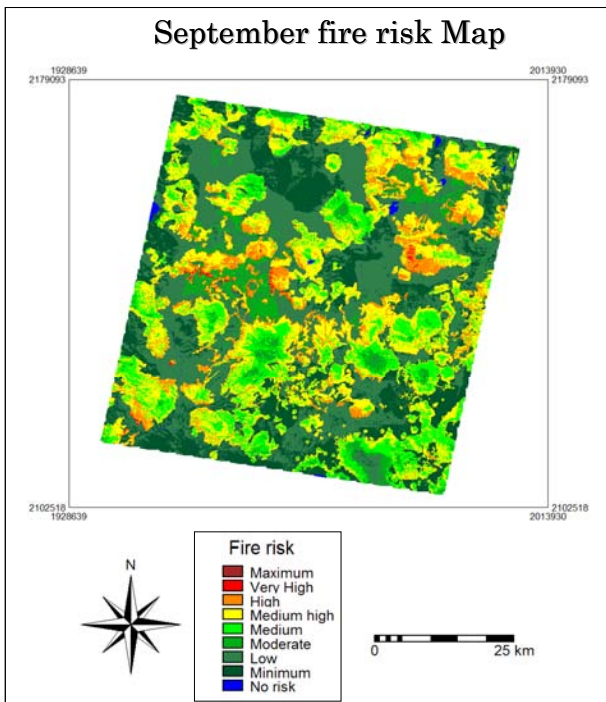 September fire risk Map
1928639 2013930
2179093 2179093
2102518 2102518
1928639 2013930
N
Fire risk
Maximum
Very High
High
Medium high
Medium
Moderate
Low
Minimum
No risk
0 25 km